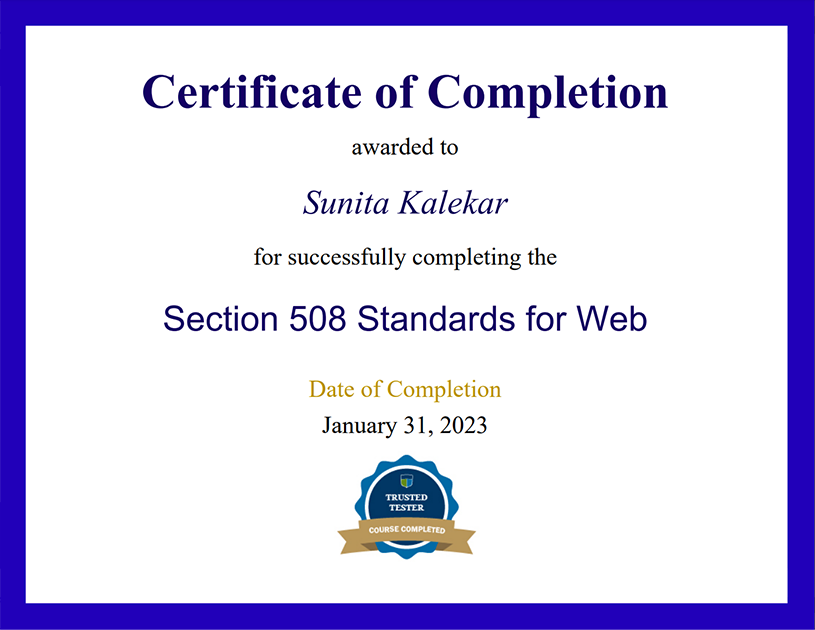 Certificate of Completion
awarded to
Sunita Kalekar
for successfully completing the
Section 508 Standards for Web
Date of Completion
January 31, 2023
TRUSTED
TESTER
COURSE COMPLETED